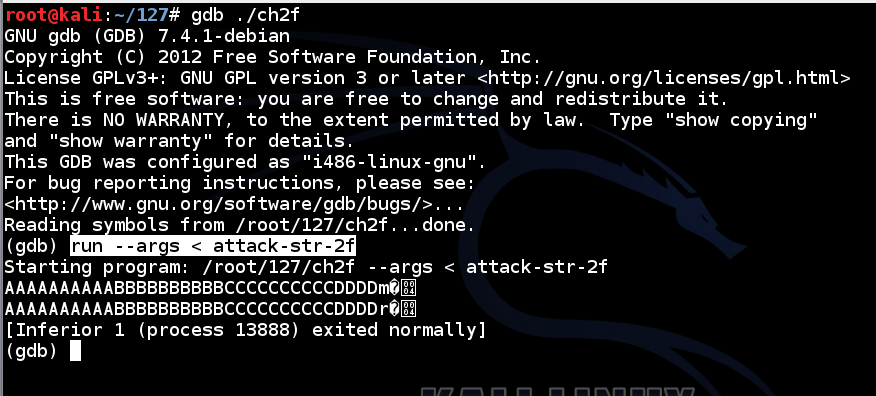 root@kali:~/127# gdb ./ch2f
GNU gdb (GDB) 7.4.1-debian
Copyright (C) 2012 Free Software Foundation, Inc.
License GPLv3+: GNU GPL version 3 or later <http://gnu.org/licenses/gpl.html>
This is free software: you are free to change and redistribute it.
There is NO WARRANTY, to the extent permitted by law.  Type "show copying"
and "show warranty" for details.
This GDB was configured as "i486-linux-gnu".
For bug reporting instructions, please see:
<http://www.gnu.org/software/gdb/bugs/>...
Reading symbols from /root/127/ch2f...done.
(gdb) run --args < attack-str-2f
Starting program: /root/127/ch2f --args < attack-str-2f
AAAAAAAAAABBBBBBBBBBCCCCCCCCCCDDDDm�
AAAAAAAAAABBBBBBBBBBCCCCCCCCCCDDDDr�
[Inferior 1 (process 13888) exited normally]
(gdb)
KALI LINUX